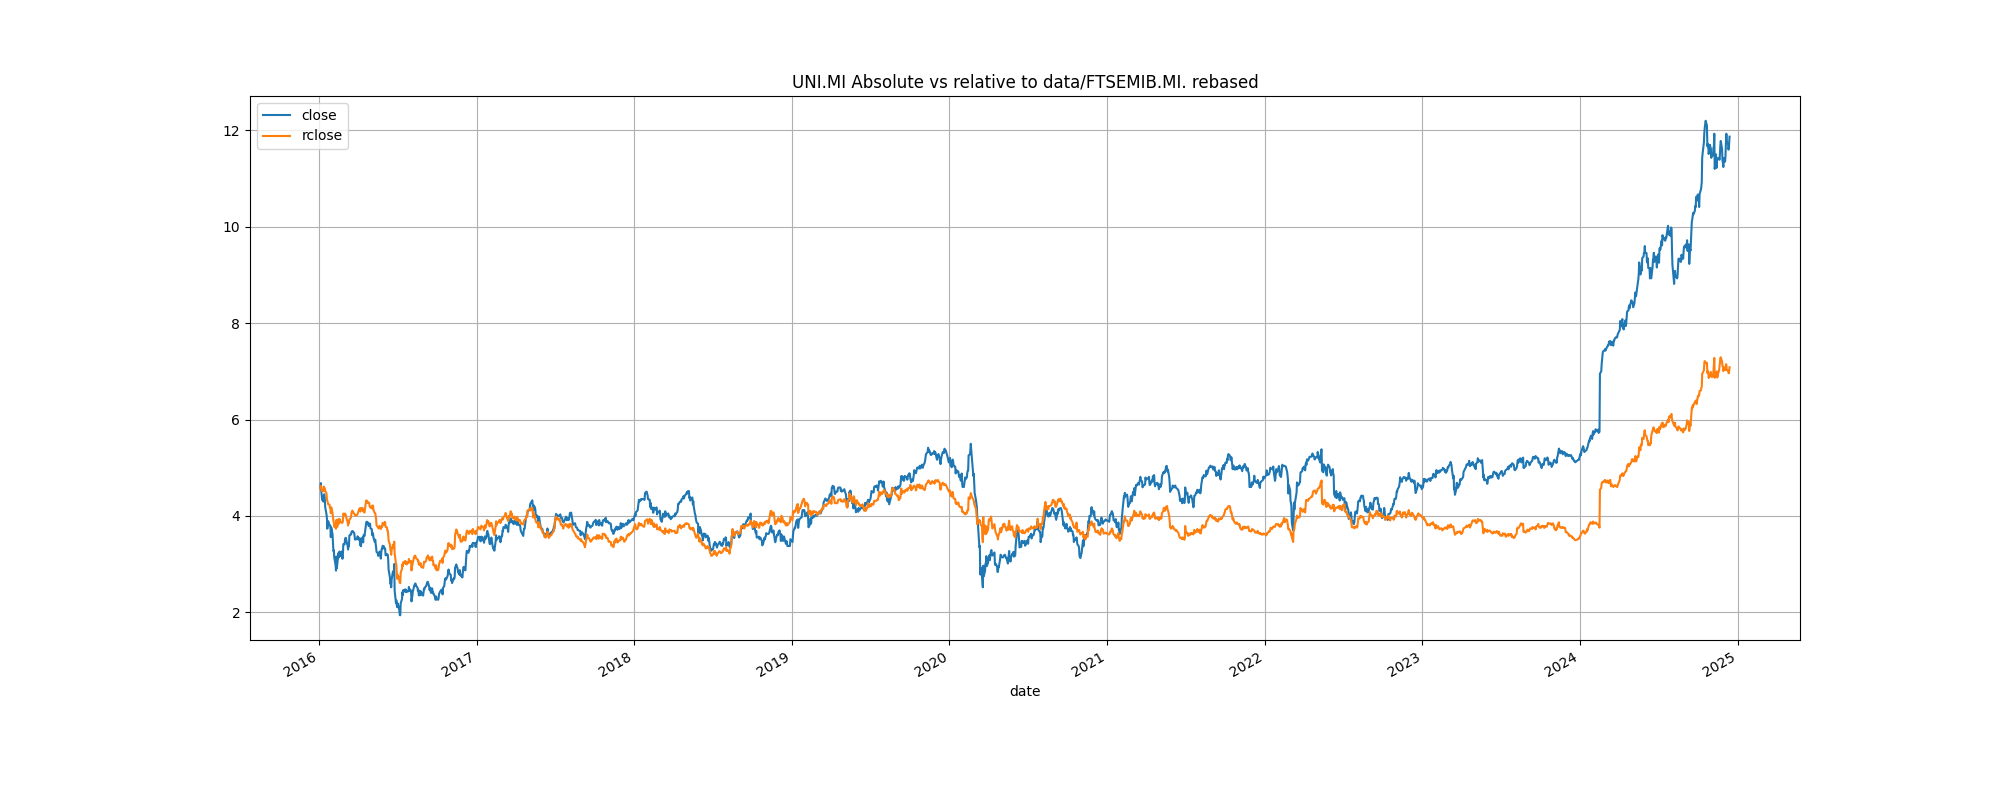 UNI.MI Absolute vs relative to data/FTSEMIB.MI. rebased
close
rclose
12
10
8
6
4
2
2016 2017 2018 2019 2020 2021 2022 2023 2024 2025
date